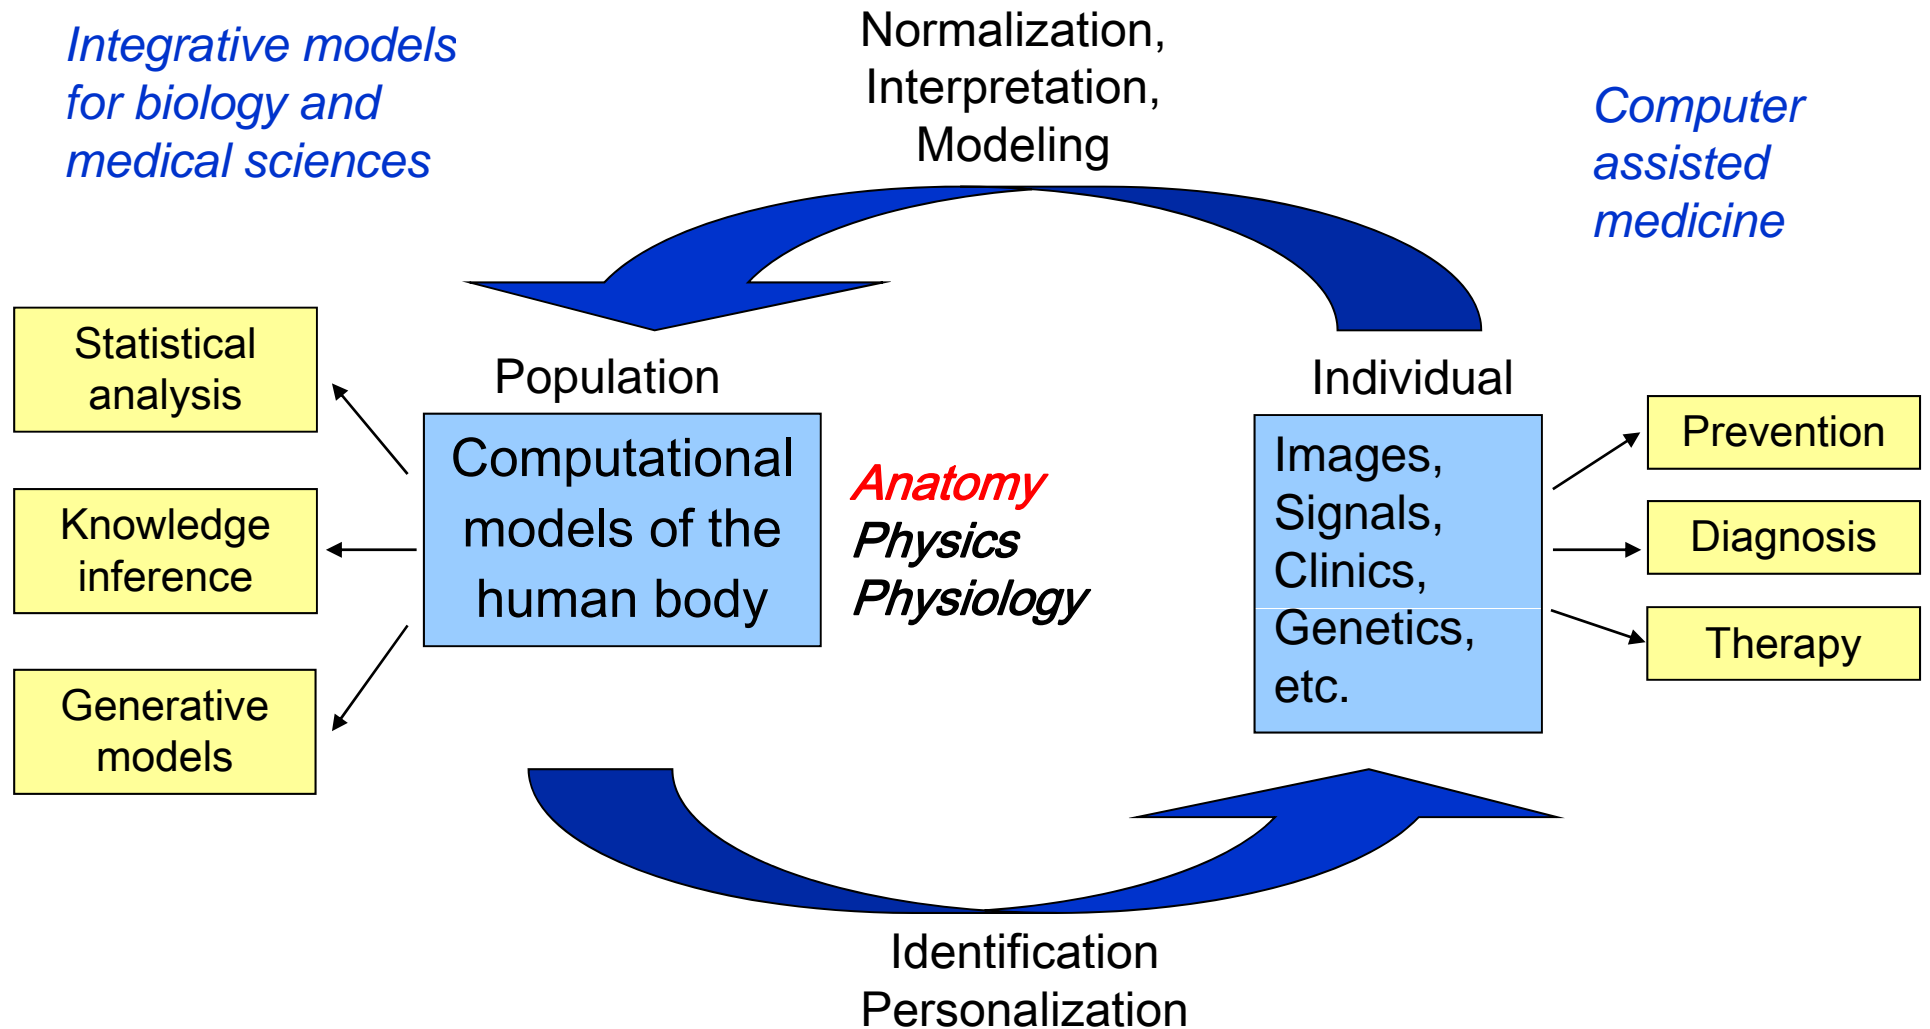 Integrative models
for biology and
medical sciences
Normalization,
Interpretation,
Modeling
Computer
assisted
medicine
Statistical
analysis
Knowledge
inference
Generative
models
Population
Computational
models of the
human body
Anatomy
Physics
Physiology
Individual
Images,
Signals,
Clinics,
Genetics,
etc.
Prevention
Diagnosis
Therapy
Identification
Personalization